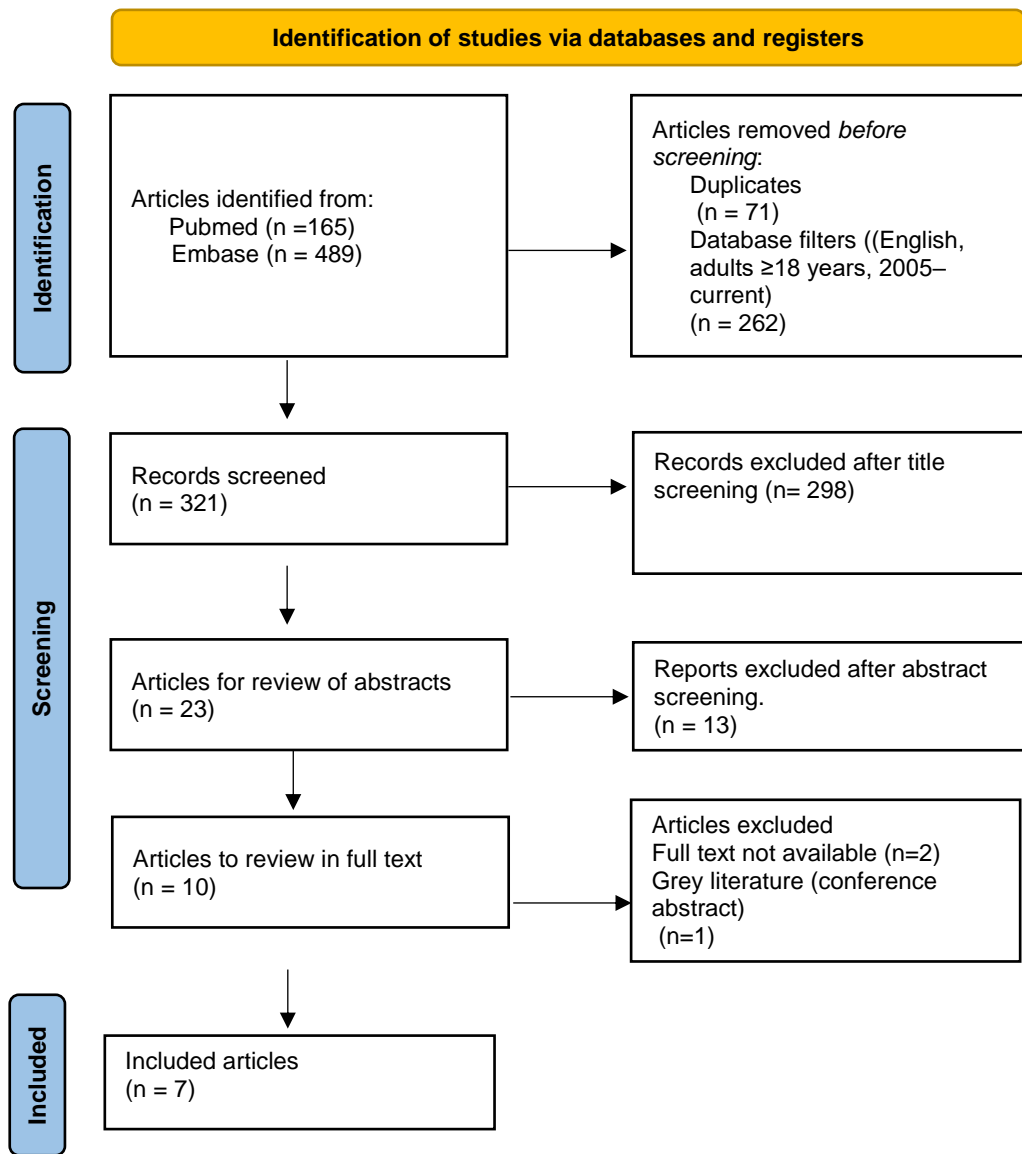 Identification of studies via databases and registers
Identification
Articles identified from:
Pubmed (n =165)
Embase (n = 489)
Articles removed before
screening:
Duplicates
(n = 71)
Database filters ((English,
adults ≥18 years, 2005–
current)
(n = 262)
Screening
Records screened
(n = 321)
Records excluded after title
screening (n= 298)
Articles for review of abstracts
(n = 23)
Reports excluded after abstract
screening.
(n = 13)
Articles to review in full text
(n = 10)
Articles excluded
Full text not available (n=2)
Grey literature (conference
abstract)
(n=1)
Included
Included articles
(n = 7)